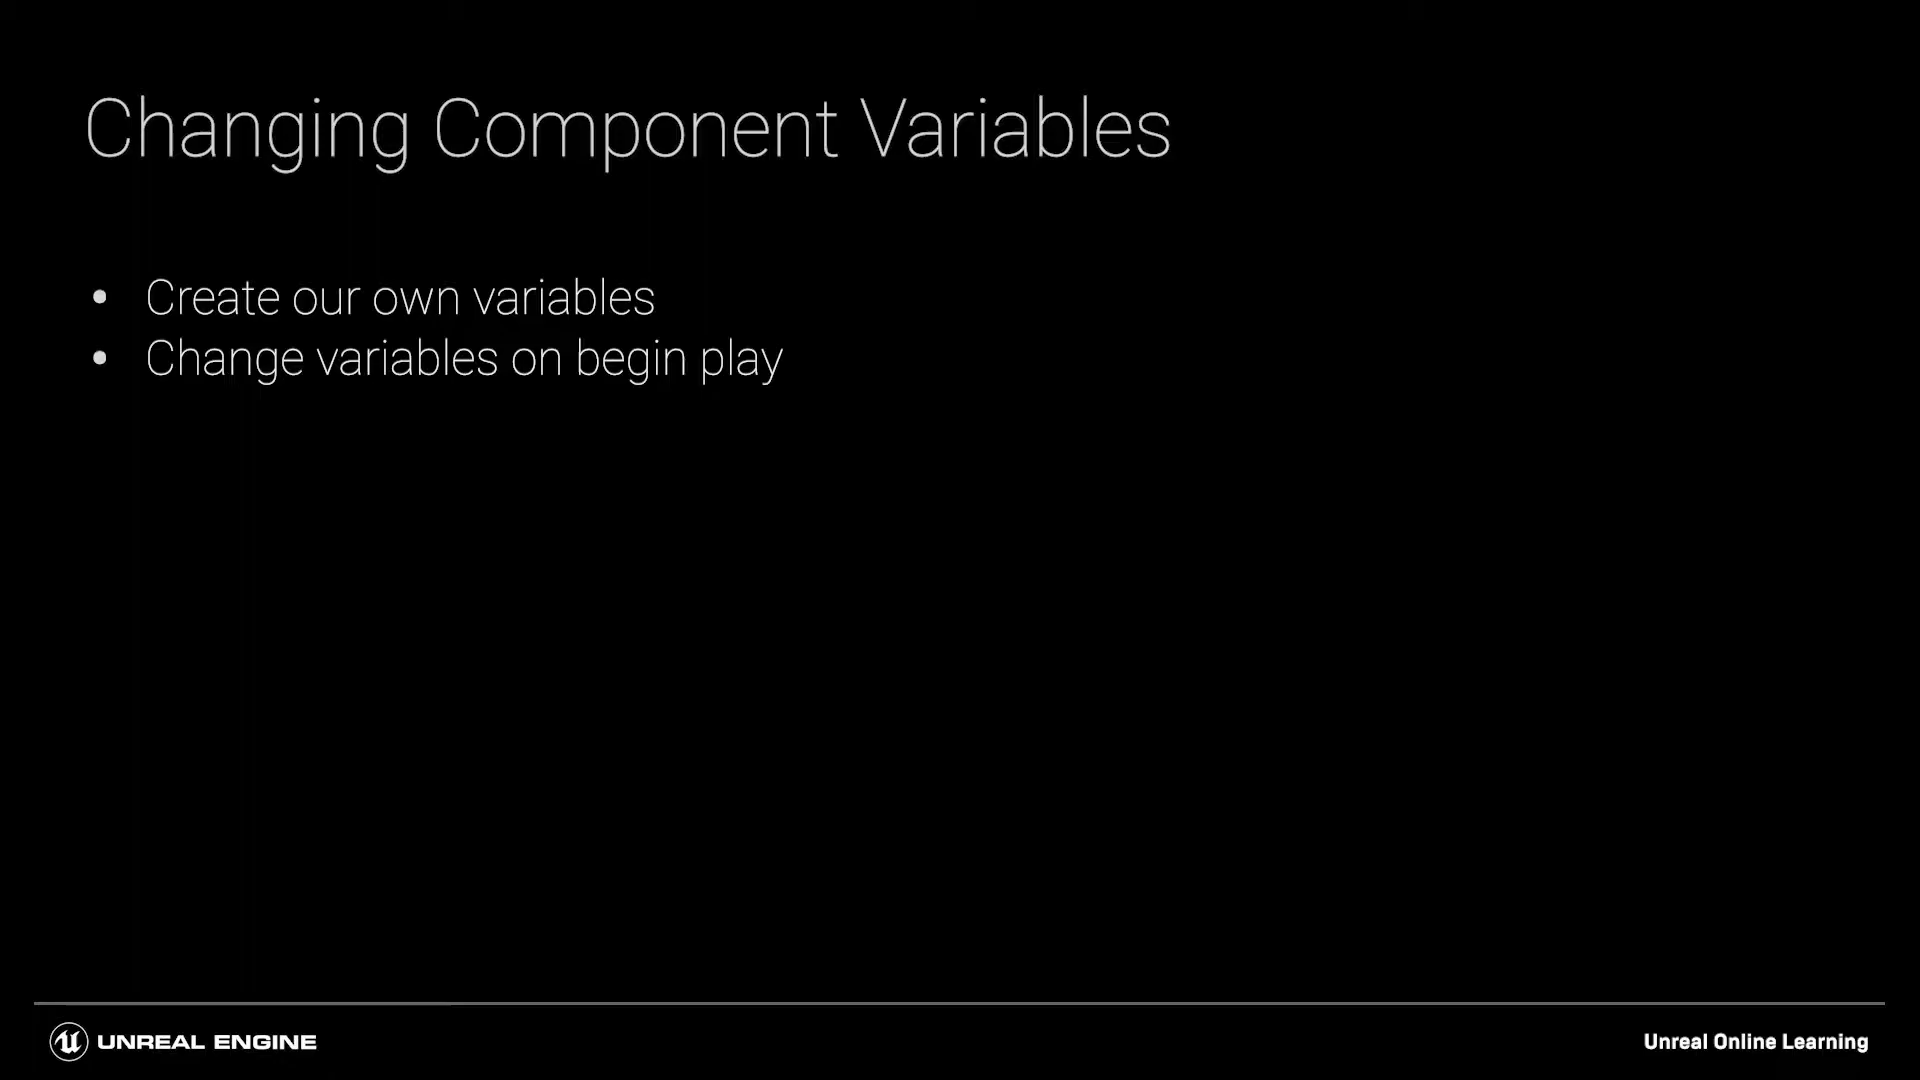 Changing Component Variables
• Create our own variables
• Change variables on begin play
UNREAL ENGINE
Unreal Online Learning